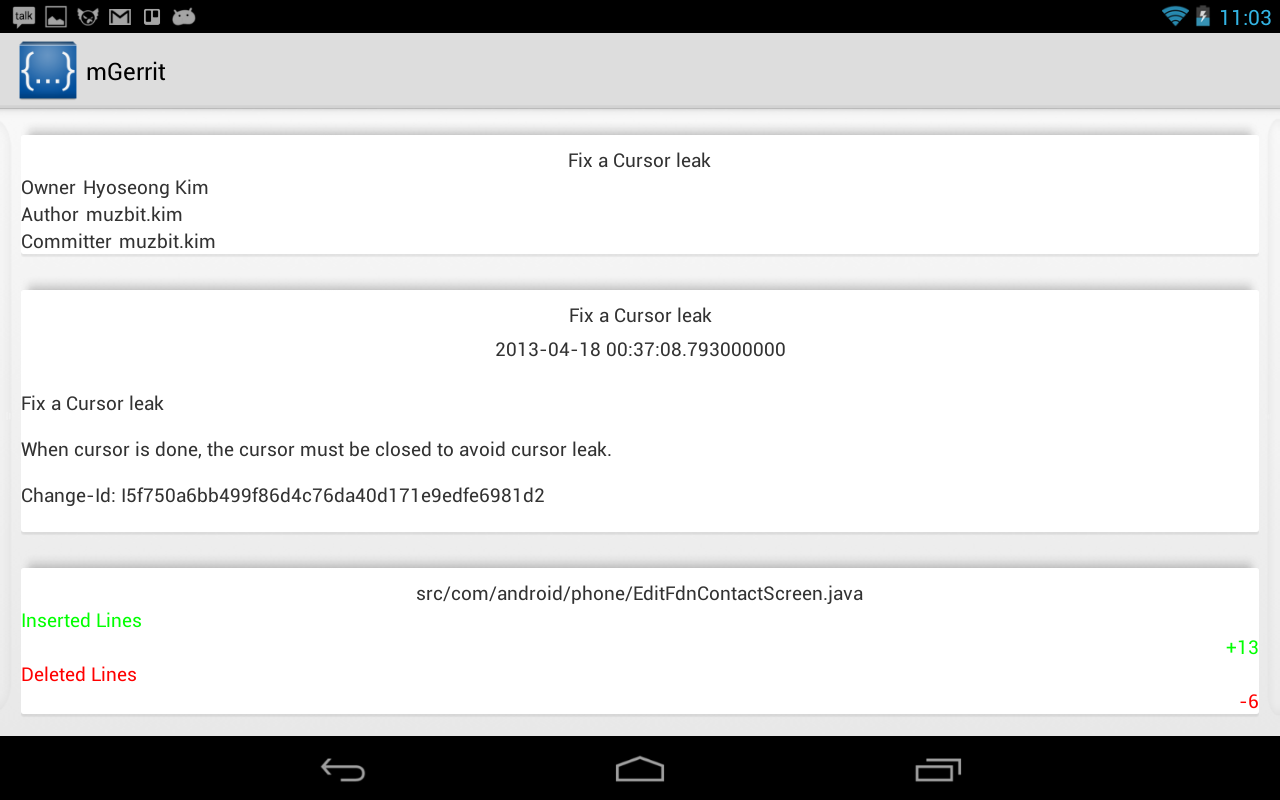 talk
11:03
{...} mGerrit
Fix a Cursor leak
Owner Hyoseong Kim
Author muzbit.kim
Committer muzbit.kim
Fix a Cursor leak
2013-04-18 00:37:08.793000000
Fix a Cursor leak
When cursor is done, the cursor must be closed to avoid cursor leak.
Change-Id: I5f750a6bb499f86d4c76da40d171e9edfe6981d2
src/com/android/phone/EditFdnContactScreen.java
Inserted Lines
+13
Deleted Lines
-6